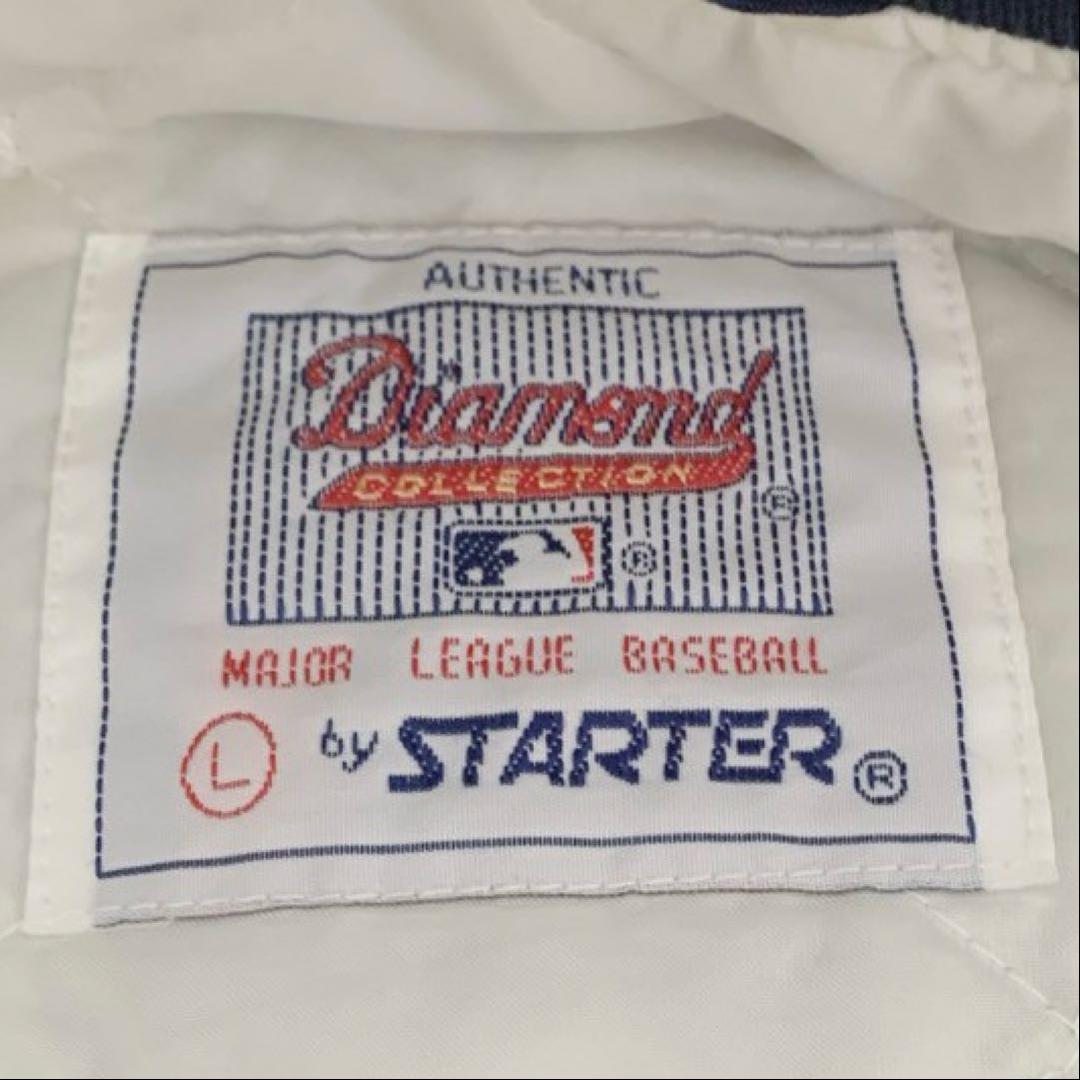 AUTHENTIC
Diamond
COLLECTION ®
®
MAJOR LEAGUE BASEBALL
L by STARTER ®